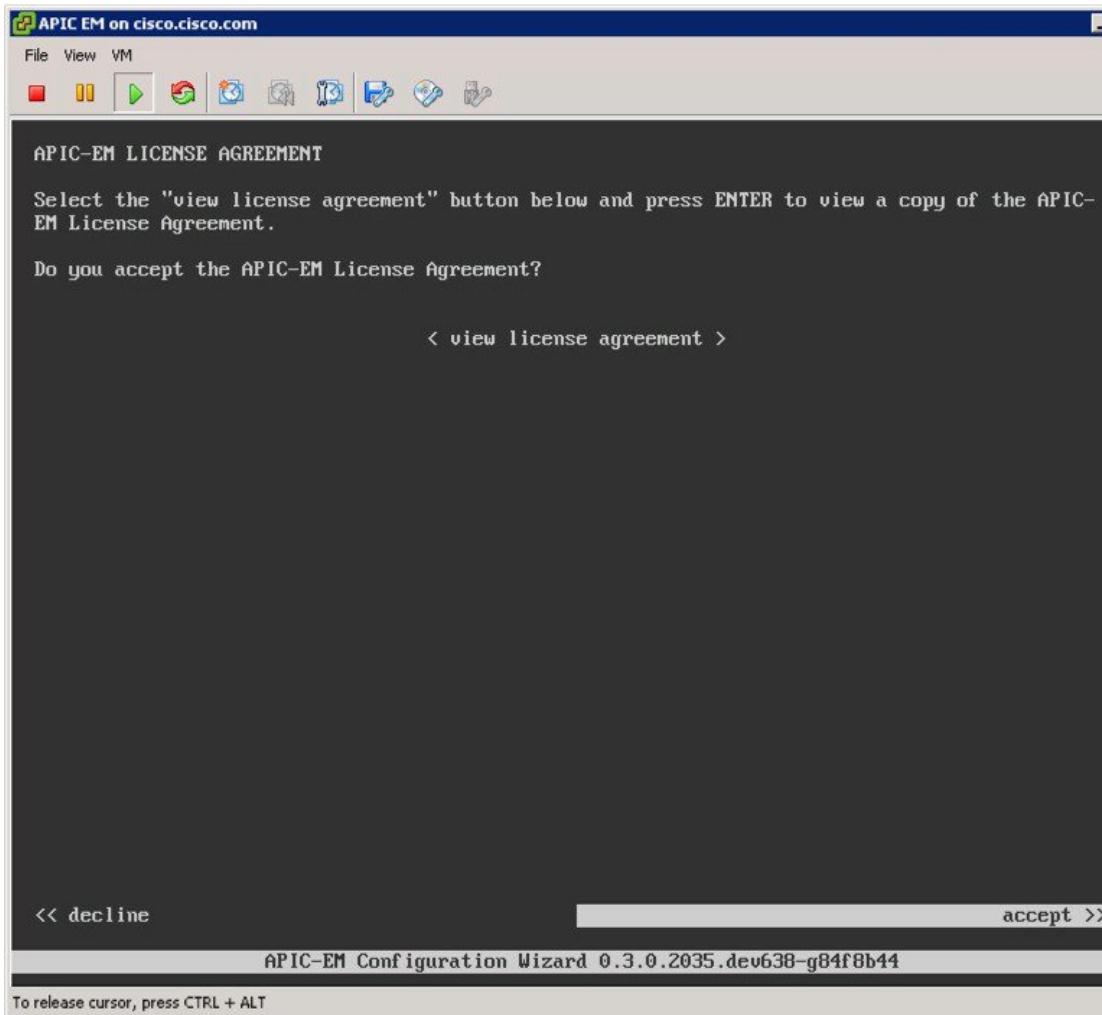 APIC EM on cisco.cisco.com
File View VM
APIC-EM LICENSE AGREEMENT
Select the "view license agreement" button below and press ENTER to view a copy of the APIC-
EM License Agreement.
Do you accept the APIC-EM License Agreement?
< view license agreement >
<< decline
accept >>
APIC-EM Configuration Wizard 0.3.0.2035.dev638-g84f8b44
To release cursor, press CTRL + ALT